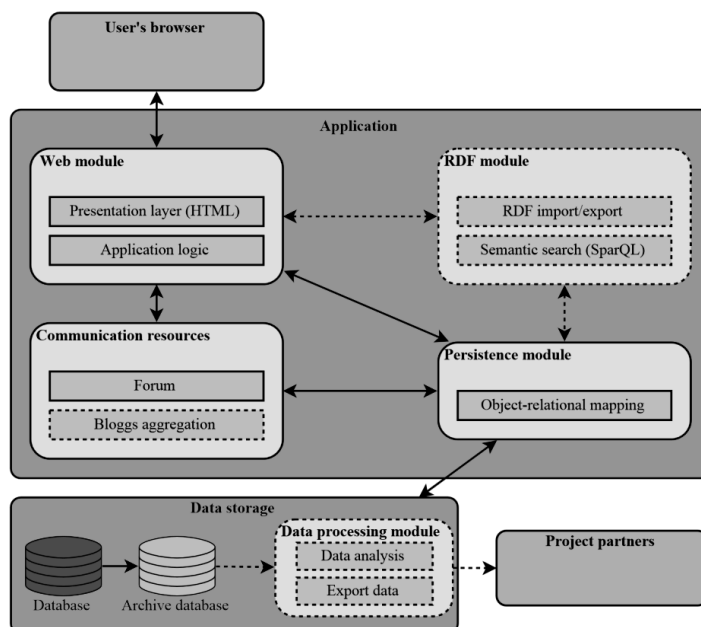 User's browser
Application
Web module
RDF module
Presentation layer (HTML)
RDF import/export
Application logic
Semantic search (SparQL)
Communication resources
Persistence module
Forum
Object-relational mapping
Bloggs aggregation
Data storage
Data processing module
Project partners
Data analysis
Export data
Database
Archive database